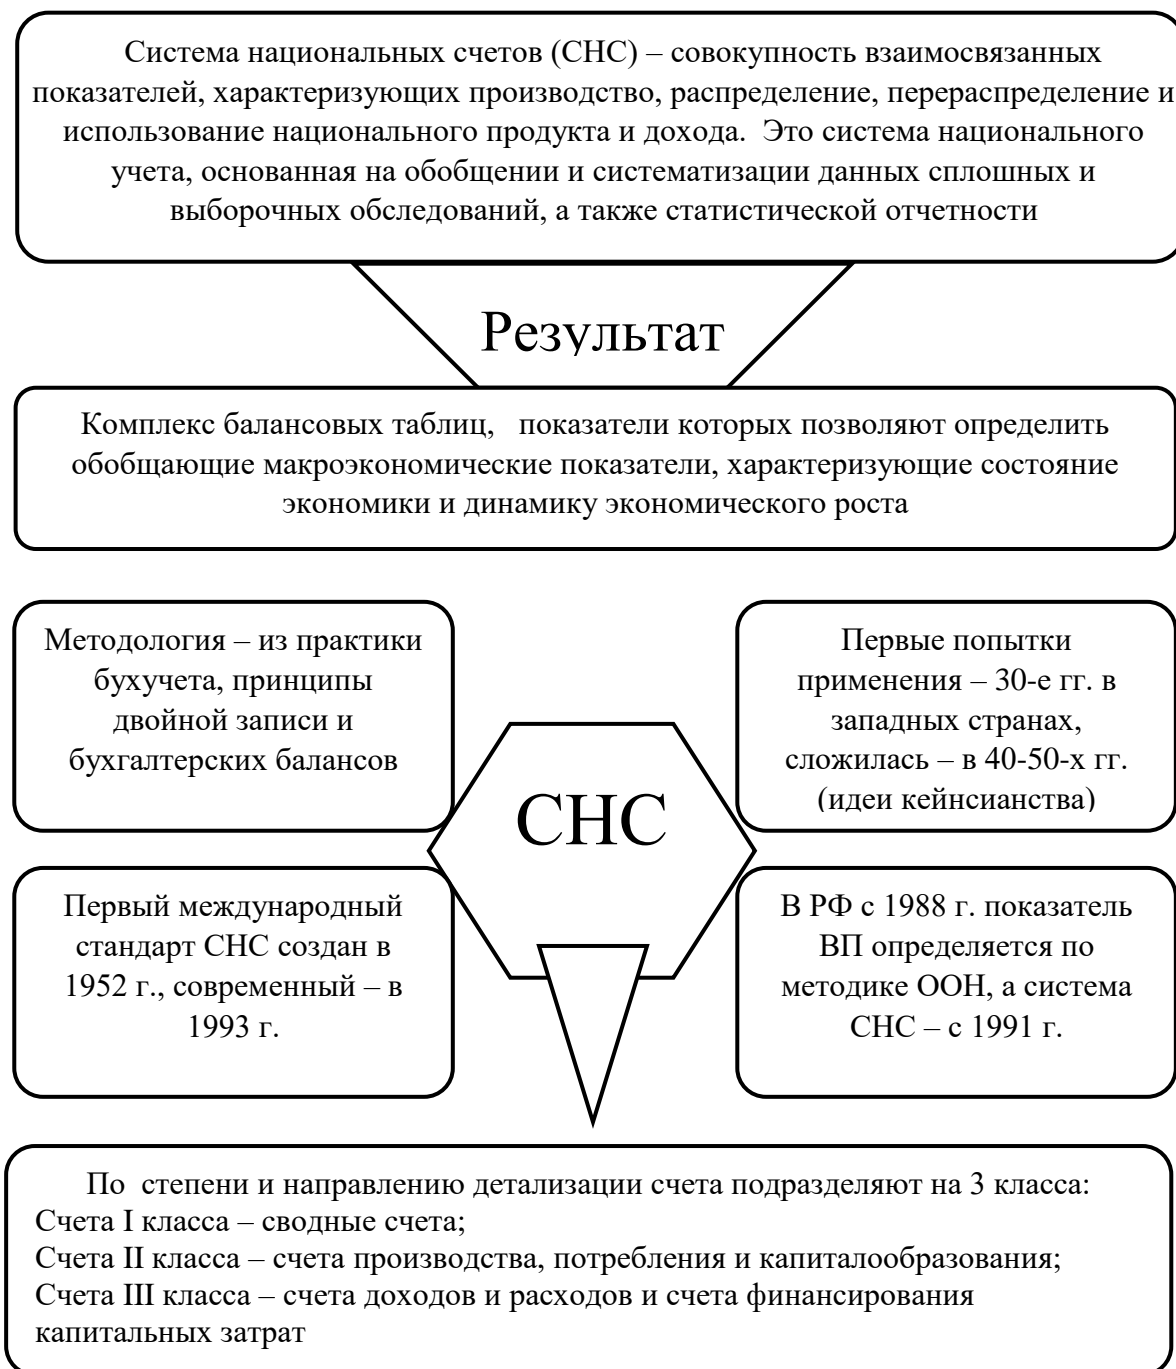 Система национальных счетов (СНС) – совокупность взаимосвязанных
показателей, характеризующих производство, распределение, перераспределение и
использование национального продукта и дохода. Это система национального
учета, основанная на обобщении и систематизации данных сплошных и
выборочных обследований, а также статистической отчетности
Результат
Комплекс балансовых таблиц, показатели которых позволяют определить
обобщающие макроэкономические показатели, характеризующие состояние
экономики и динамику экономического роста
Методология – из практики
бухучета, принципы
двойной записи и
бухгалтерских балансов
Первые попытки
применения – 30-е гг. в
западных странах,
сложилась – в 40-50-х гг.
(идеи кейнсианства)
СНС
Первый международный
стандарт СНС создан в
1952 г., современный – в
1993 г.
В РФ с 1988 г. показатель
ВП определяется по
методике ООН, а система
СНС – с 1991 г.
По степени и направлению детализации счета подразделяют на 3 класса:
Счета I класса – сводные счета;
Счета II класса – счета производства, потребления и капиталообразования;
Счета III класса – счета доходов и расходов и счета финансирования
капитальных затрат